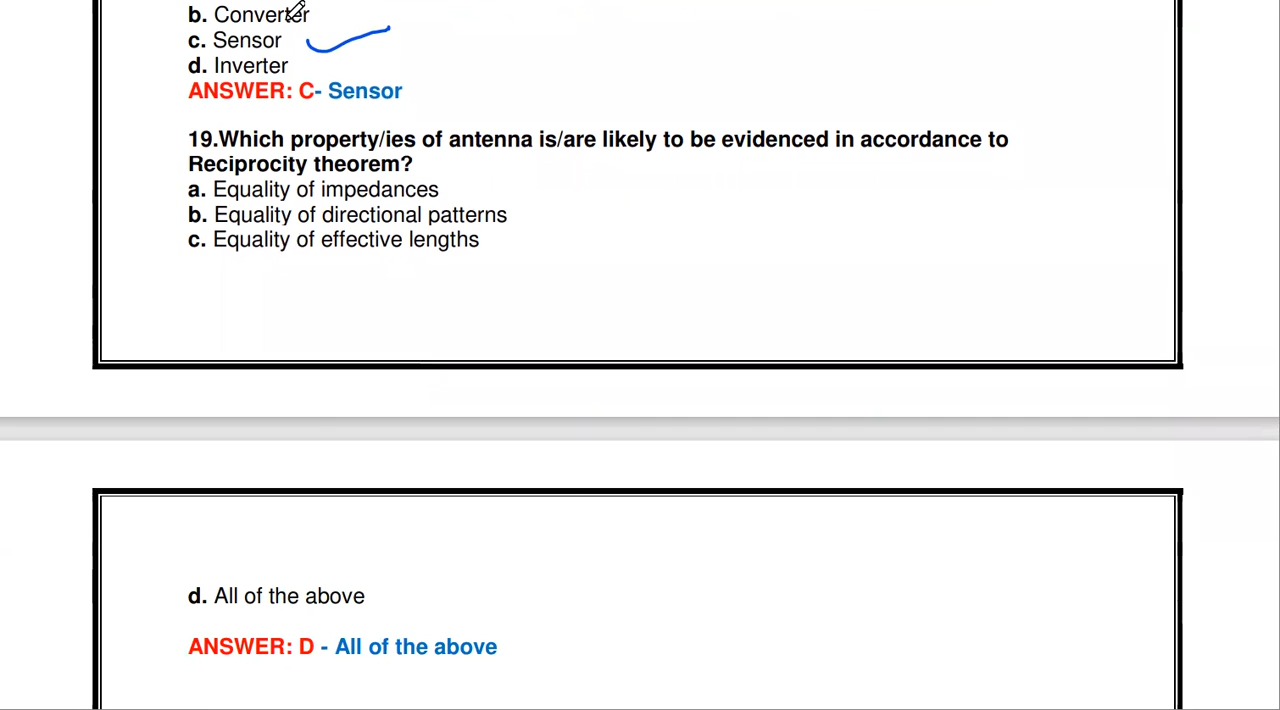 b. Converter
c. Sensor
d. Inverter
ANSWER: C- Sensor
19.Which property/ies of antenna is/are likely to be evidenced in accordance to
Reciprocity theorem?
a. Equality of impedances
b. Equality of directional patterns
c. Equality of effective lengths
d. All of the above
ANSWER: D - All of the above